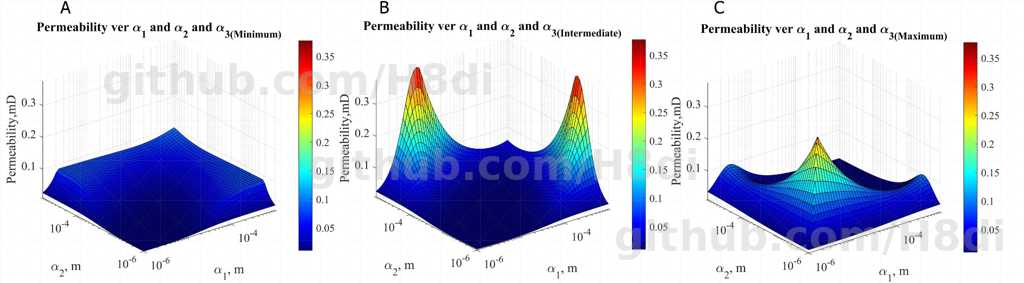 A
Permeability ver α1 and α2 and α3(Minimum)
Permeability,mD
0.3
0.2
0.1
10-4
10-6
α2, m
10-6
10-4
α1, m
0.35
0.3
0.25
0.2
0.15
0.1
0.05
B
Permeability ver α1 and α2 and α3(Intermediate)
Permeability,mD
0.3
0.2
0.1
10-4
10-6
α2, m
10-6
10-4
α1, m
0.35
0.3
0.25
0.2
0.15
0.1
0.05
C
Permeability ver α1 and α2 and α3(Maximum)
Permeability,mD
0.3
0.2
0.1
10-4
10-6
α2, m
10-6
10-4
α1, m
0.35
0.3
0.25
0.2
0.15
0.1
0.05
github.com/H8di
github.com/H8di
github.com/H8di